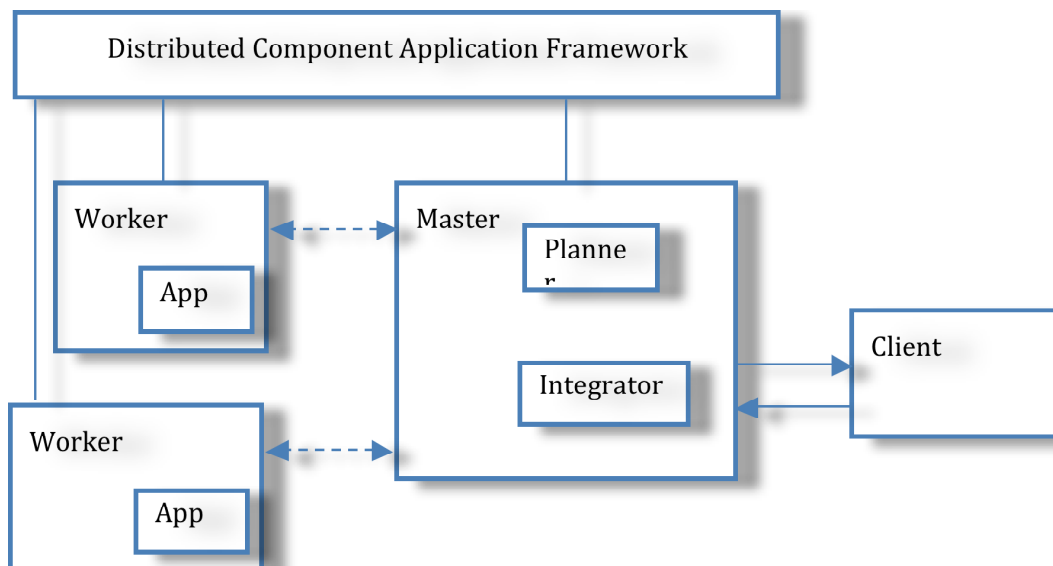 Distributed Component Application Framework
Worker
App
Master
Planne
r
Integrator
Client
Worker
App